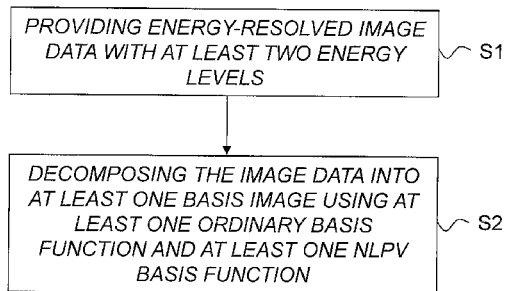 PROVIDING ENERGY-RESOLVED IMAGE
DATA WITH AT LEAST TWO ENERGY
LEVELS
S1
DECOMPOSING THE IMAGE DATA INTO
AT LEAST ONE BASIS IMAGE USING AT
LEAST ONE ORDINARY BASIS
FUNCTION AND AT LEAST ONE NLPV
BASIS FUNCTION
S2